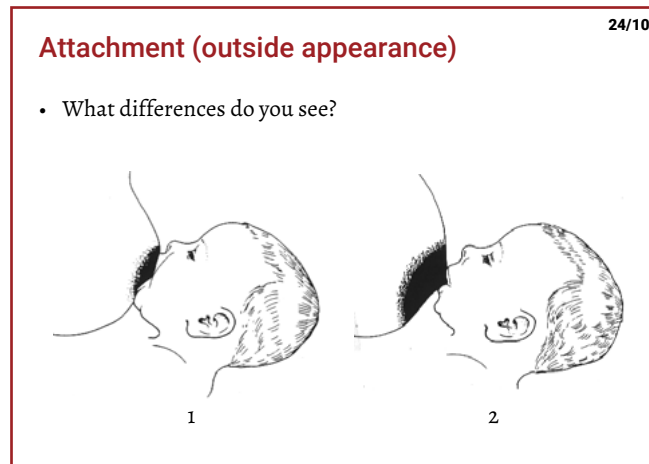 24/10
Attachment (outside appearance)
• What differences do you see?
1
2